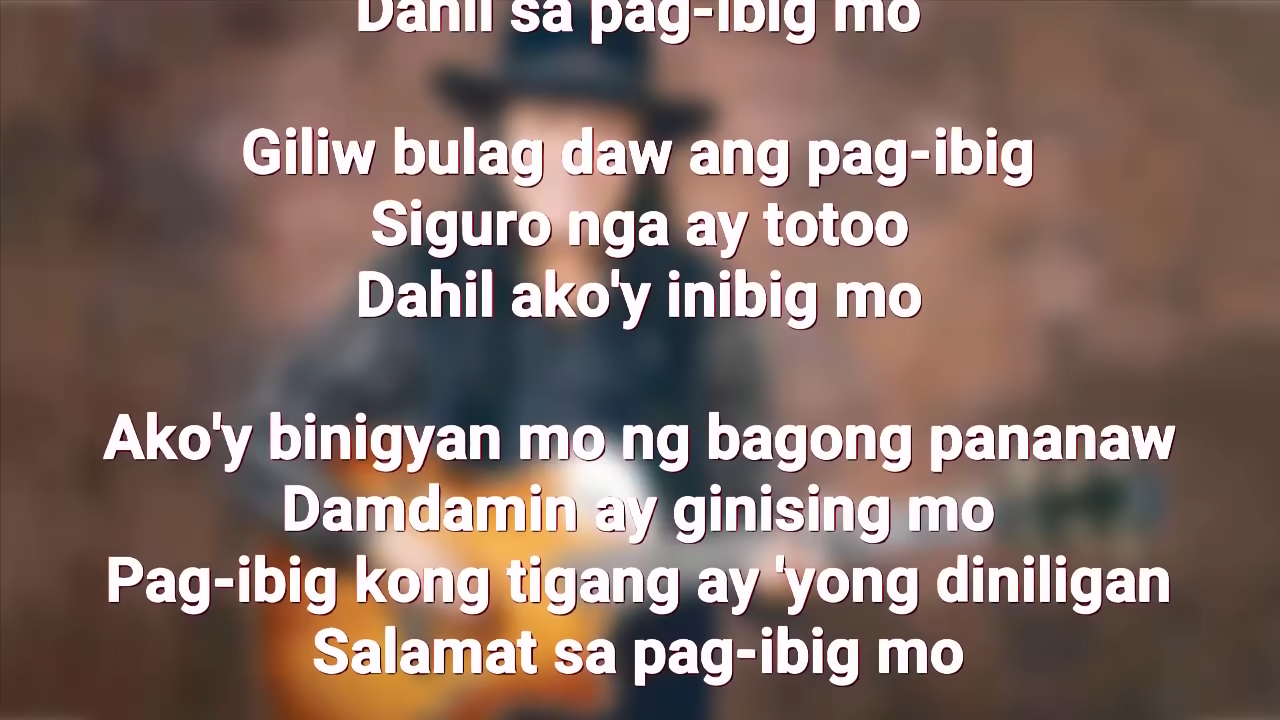 Dahil sa pag-ibig mo
Giliw bulag daw ang pag-ibig
Siguro nga ay totoo
Dahil ako'y inibig mo
Ako'y binigyan mo ng bagong pananaw
Damdamin ay ginising mo
Pag-ibig kong tigang ay 'yong diniligan
Salamat sa pag-ibig mo